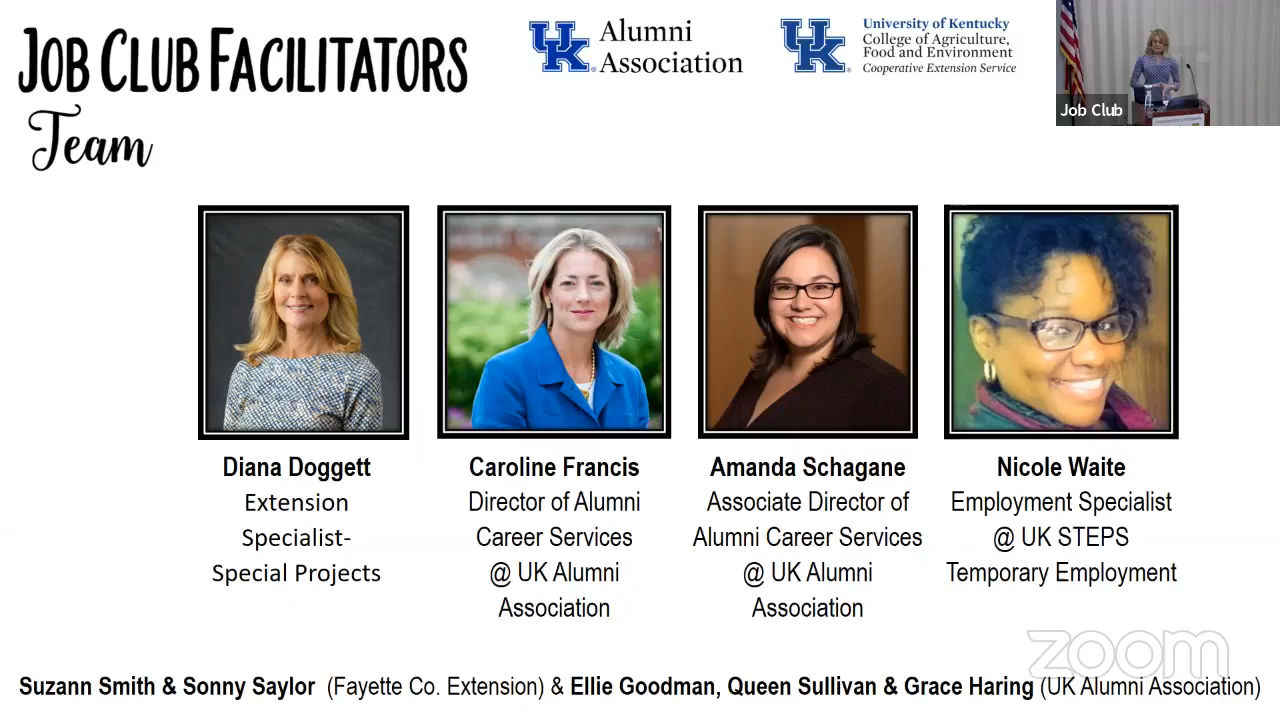 JOB CLUB FACILITATORS
Team
UK Alumni
Association
UK University of Kentucky
College of Agriculture,
Food and Environment
Cooperative Extension Service
Job Club
Diana Doggett
Extension
Specialist-
Special Projects
Caroline Francis
Director of Alumni
Career Services
@ UK Alumni
Association
Amanda Schagane
Associate Director of
Alumni Career Services
@ UK Alumni
Association
Nicole Waite
Employment Specialist
@ UK STEPS
Temporary Employment
zoom
Suzann Smith & Sonny Saylor (Fayette Co. Extension) & Ellie Goodman, Queen Sullivan & Grace Haring (UK Alumni Association)